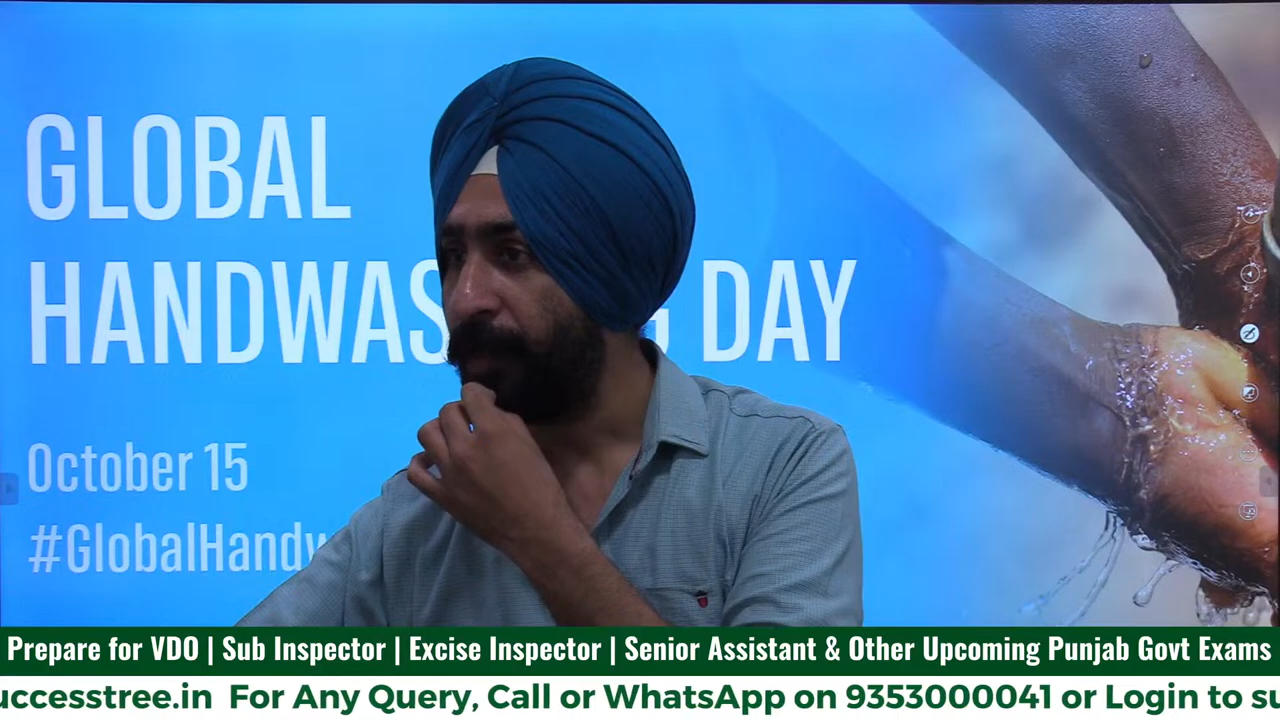 GLOBAL
HANDWAS G DAY
October 15
#GlobalHandw
Prepare for VDO | Sub Inspector | Excise Inspector | Senior Assistant & Other Upcoming Punjab Govt Exams
uccesstree.in For Any Query, Call or WhatsApp on 9353000041 or Login to su